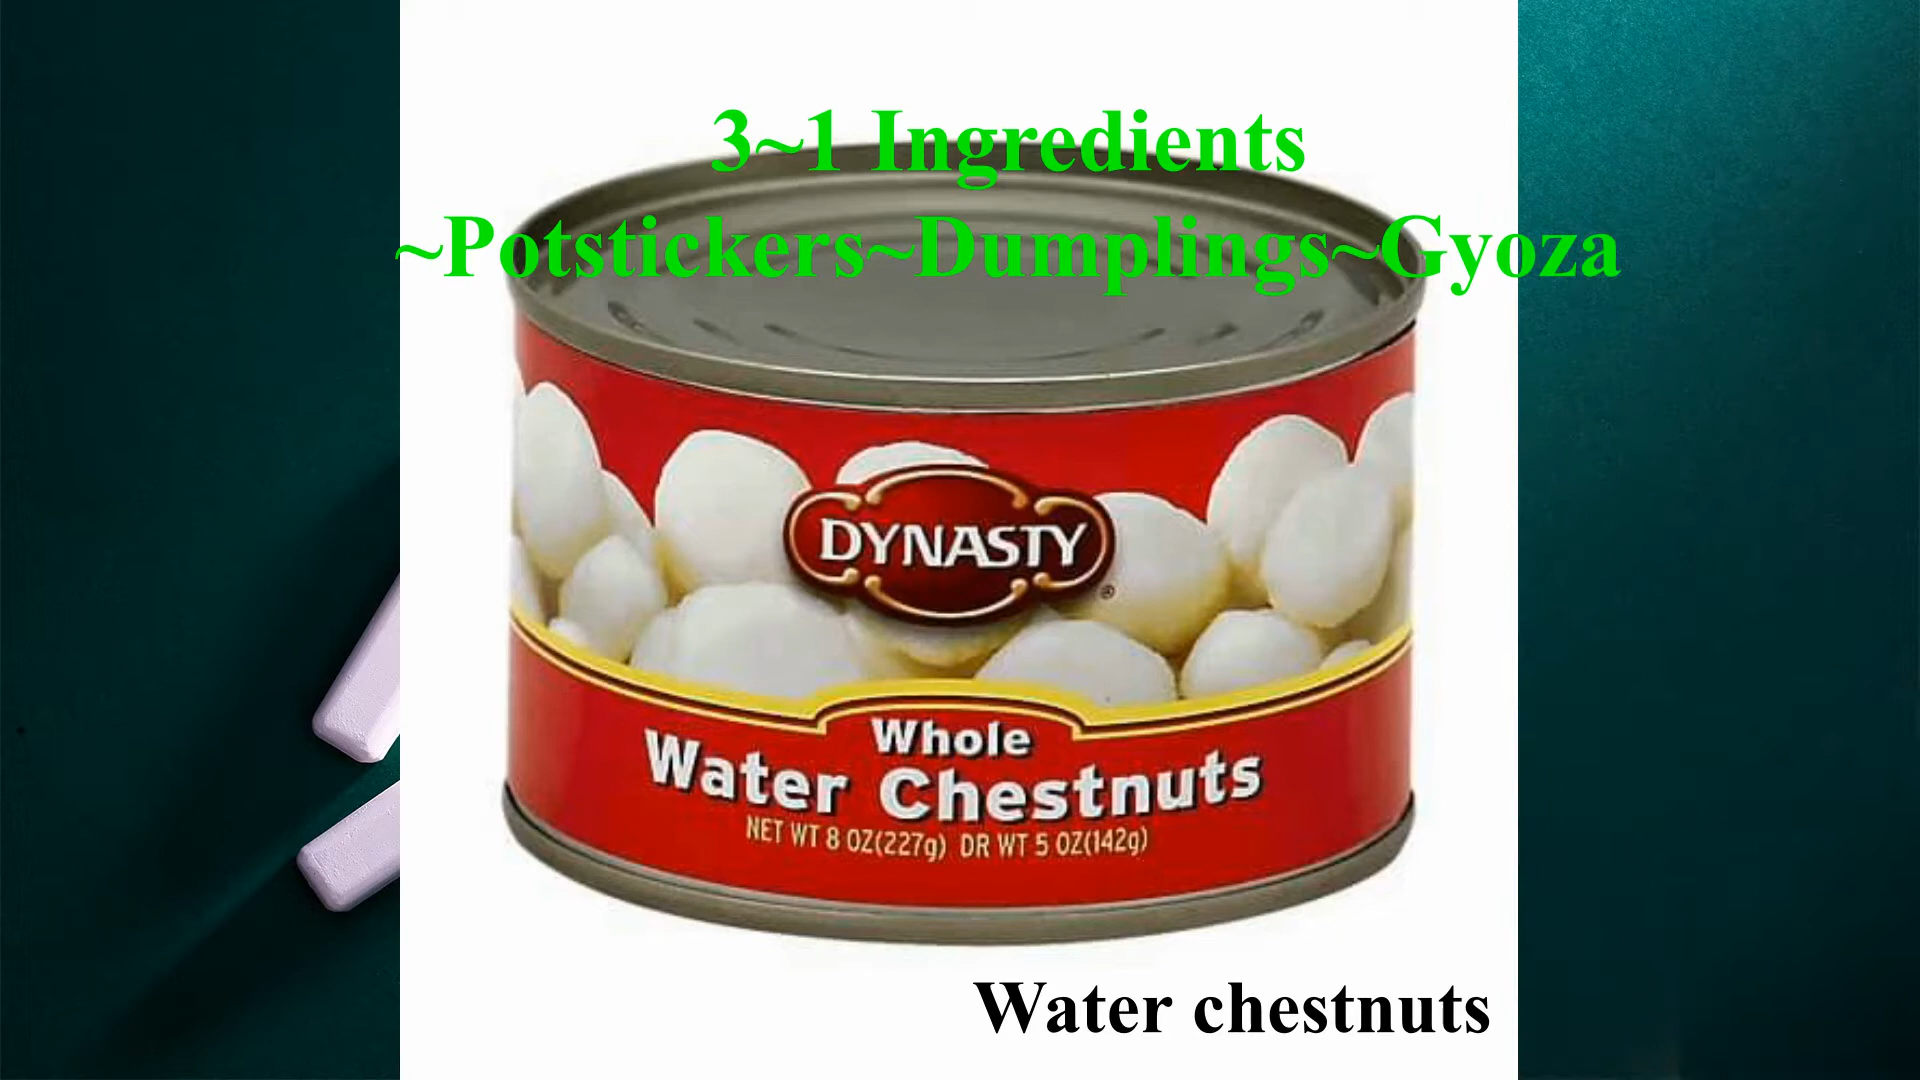 3~1 Ingredients
~Potstickers~Dumplings~Gyoza
DYNASTY
®
Whole
Water Chestnuts
NET WT 8 OZ(227g) DR WT 5 OZ(142g)
Water chestnuts